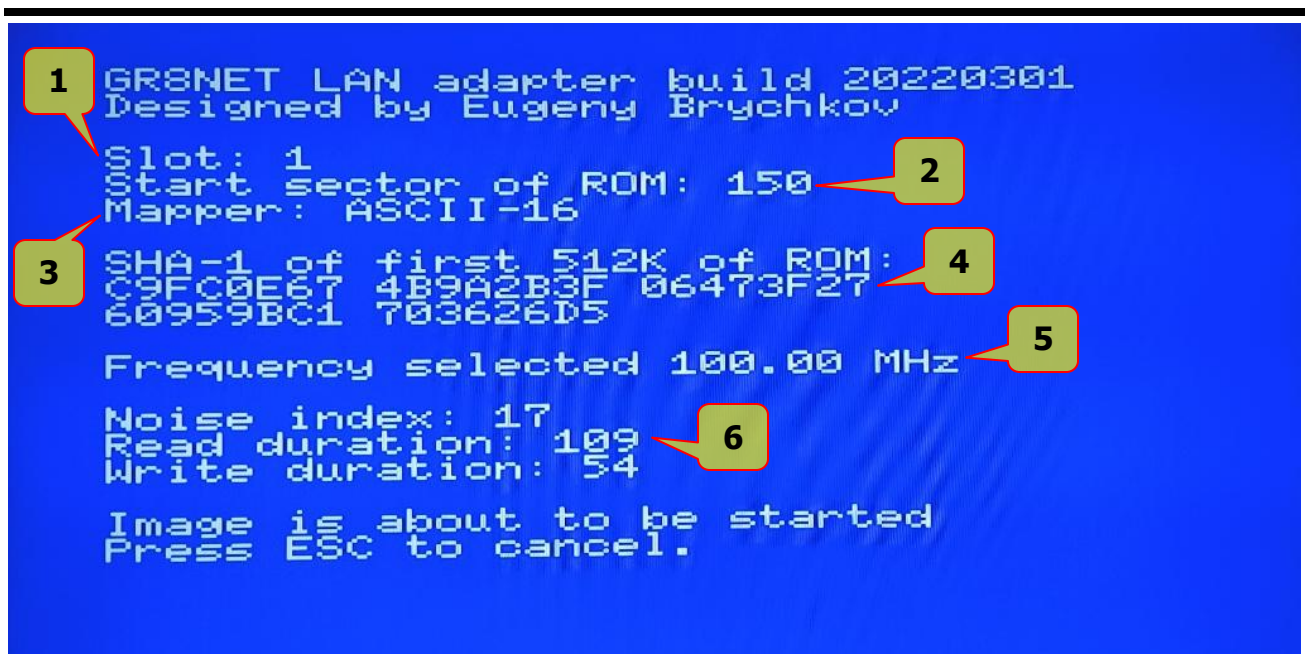 1
GR8NET LAN adapter build 20220301
Designed by Eugeny Brychkov
Slot: 1
Start sector of ROM: 150
2
Mapper: ASCII-16
3
SHA-1 of first 512K of ROM:
4
C9FC0E67 4B9A2B3F 06473F27
60959BC1 703626D5
5
Frequency selected 100.00 MHz
Noise index: 17
Read duration: 109
6
Write duration: 54
Image is about to be started
Press ESC to cancel.